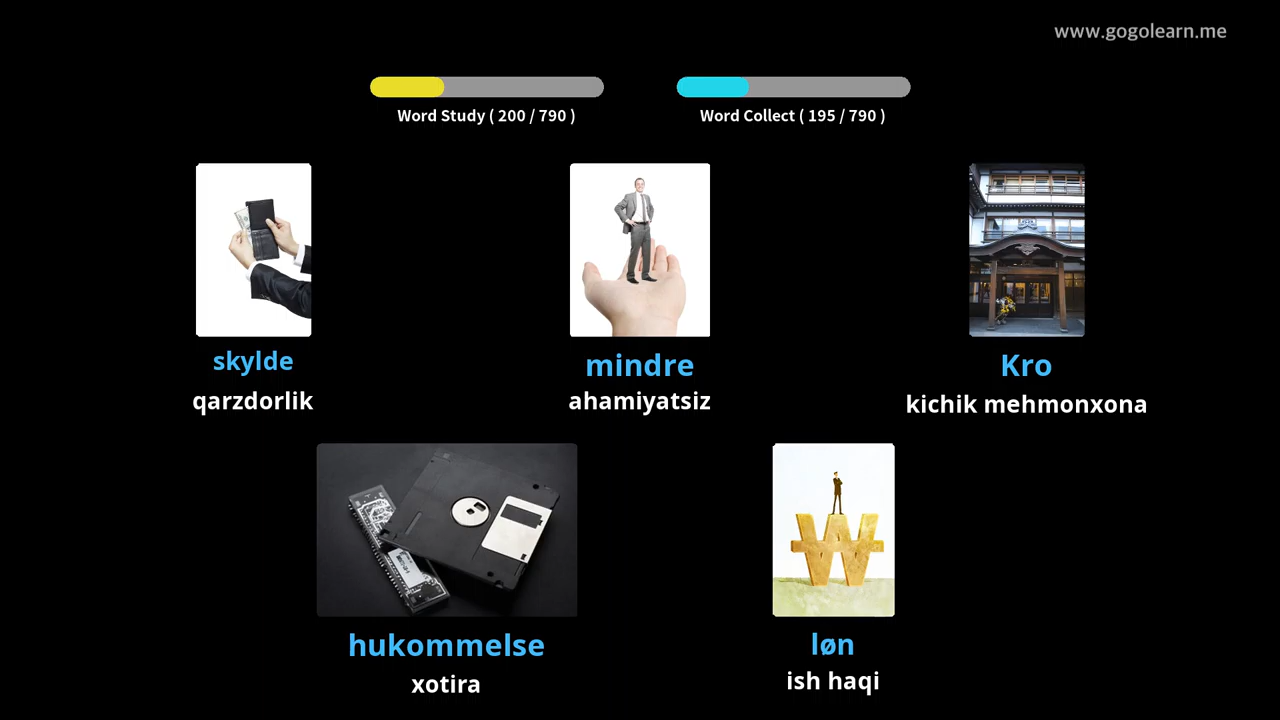 www.gogolearn.me
Word Study ( 200 / 790 )
Word Collect ( 195 / 790 )
skylde
qarzdorlik
mindre
ahamiyatsiz
Kro
kichik mehmonxona
hukommelse
xotira
løn
ish haqi